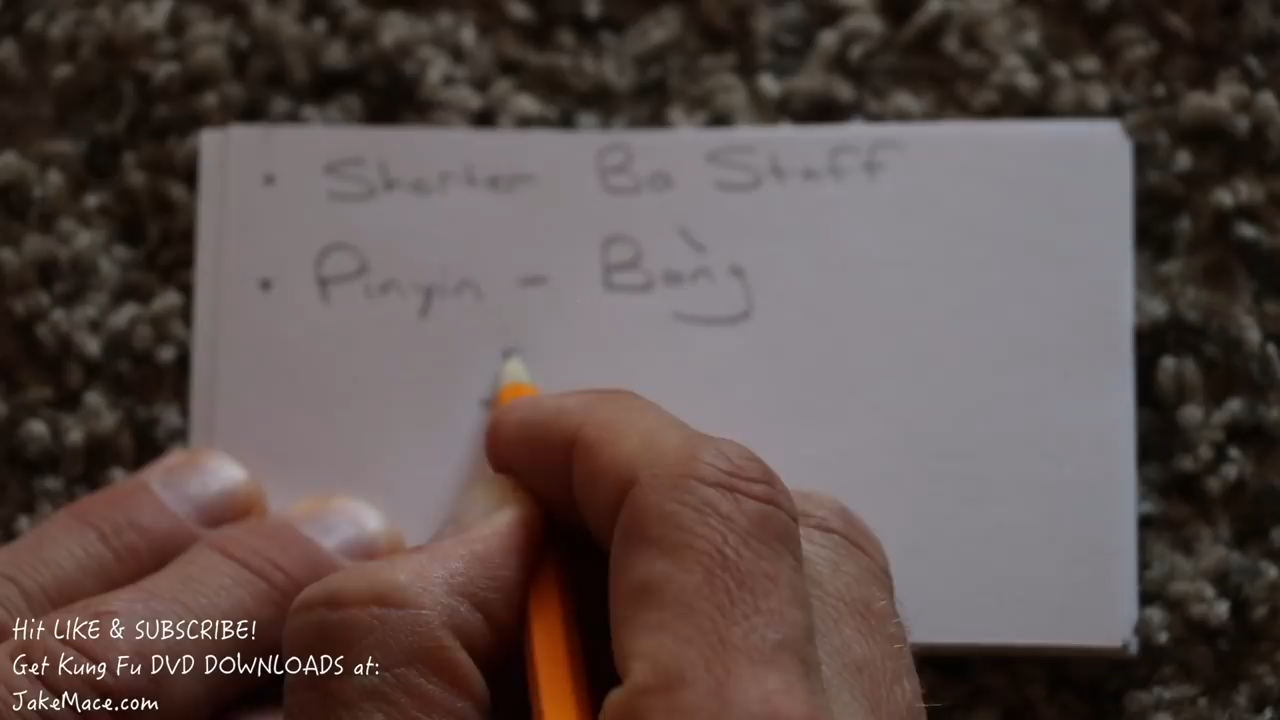 • Shorter Bo Staff
• Pinyin - Bàng
Hit LIKE & SUBSCRIBE!
Get Kung Fu DVD DOWNLOADS at:
JakeMace.com